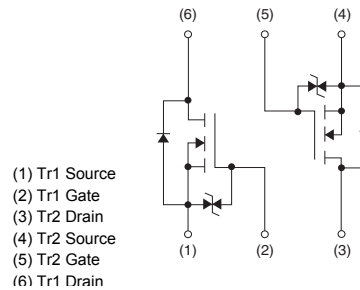 (6) (5) (4)
(1) Tr1 Source
(2) Tr1 Gate
(3) Tr2 Drain
(4) Tr2 Source
(5) Tr2 Gate
(6) Tr1 Drain
(1) (2) (3)